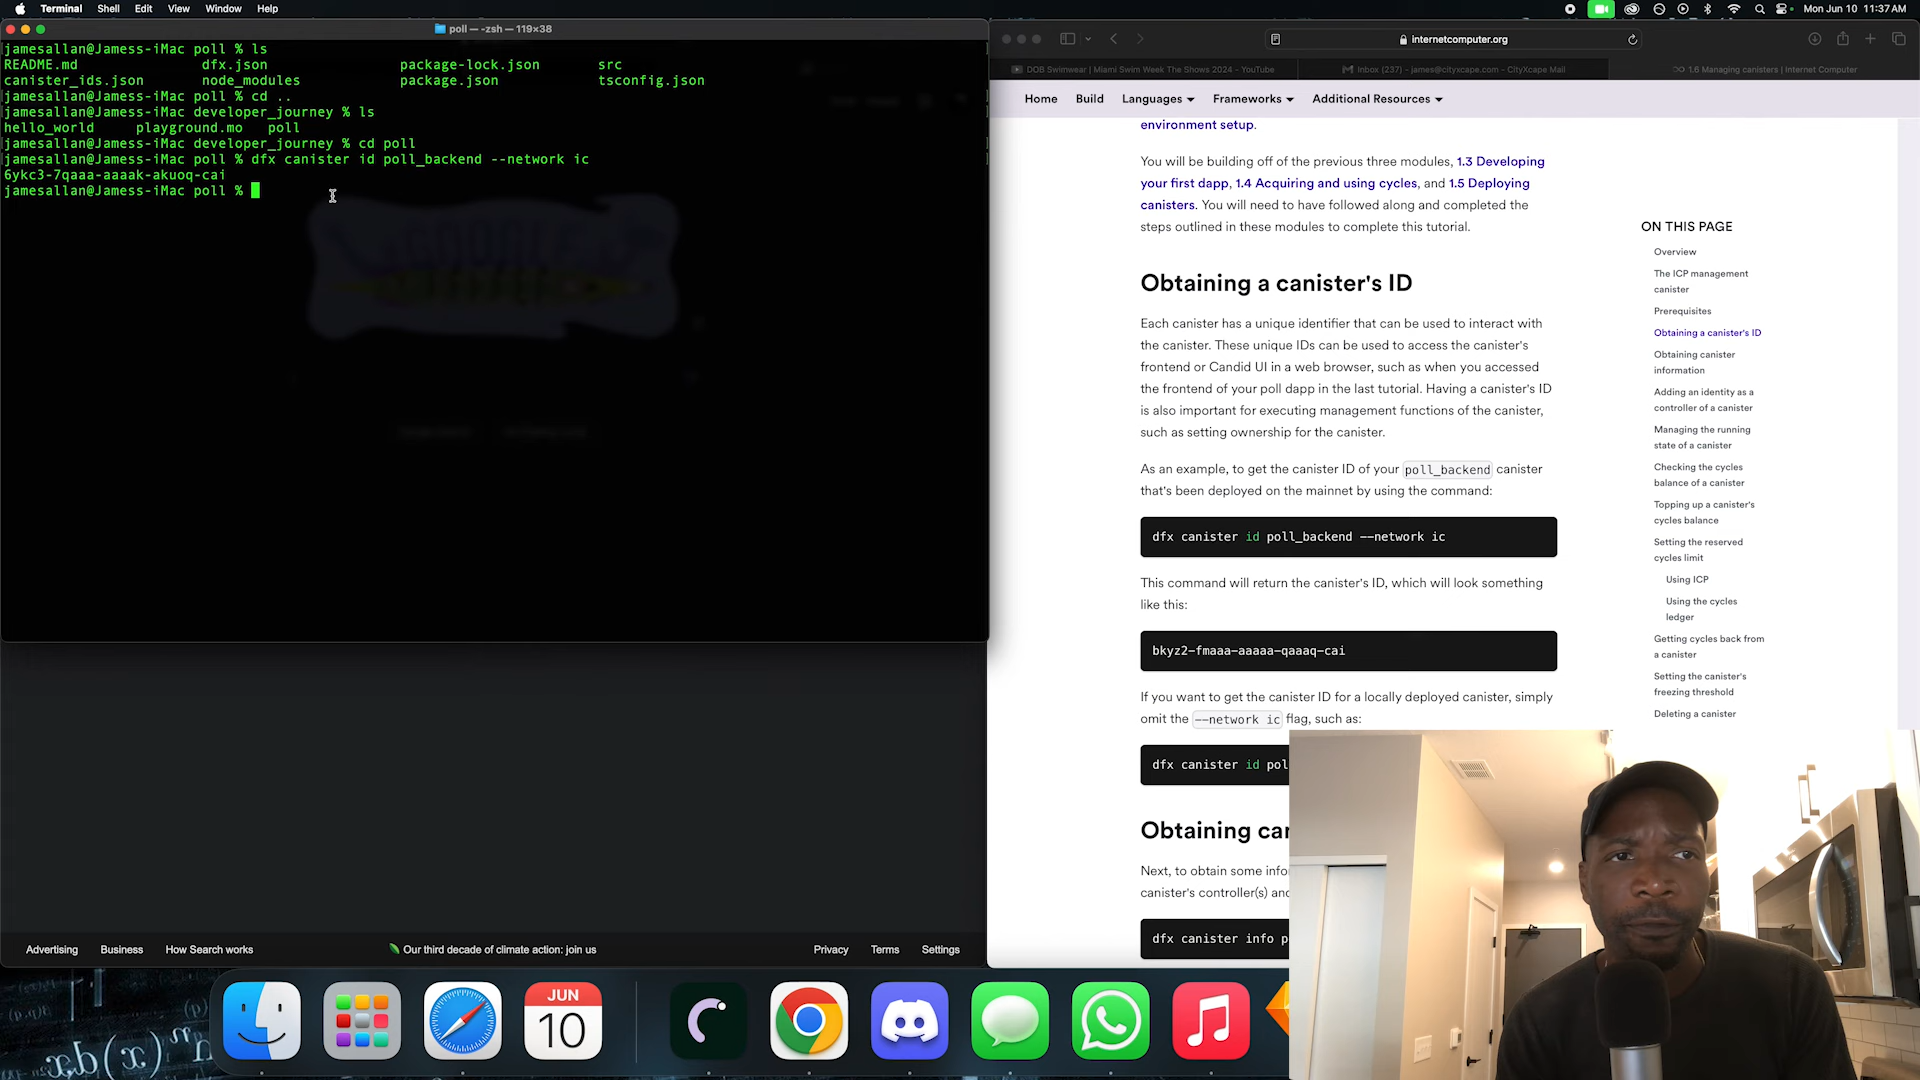 Terminal Shell Edit View Window Help
Mon Jun 10 11:37 AM
poll — -zsh — 119×38
jamesallan@Jamess-iMac poll % ls
README.md dfx.json package-lock.json src
canister_ids.json node_modules package.json tsconfig.json
jamesallan@Jamess-iMac poll % cd ..
jamesallan@Jamess-iMac developer_journey % ls
hello_world playground.mo poll
jamesallan@Jamess-iMac developer_journey % cd poll
jamesallan@Jamess-iMac poll % dfx canister id poll_backend --network ic
6ykc3-7qaaa-aaaak-akuoq-cai
jamesallan@Jamess-iMac poll %
Advertising Business How Search works Our third decade of climate action: join us Privacy Terms Settings
internetcomputer.org
DOB Swimwear | Miami Swim Week The Shows 2024 - YouTube
Inbox (237) - james@cityxcape.com - CityXcape Mail
1.6 Managing canisters | Internet Computer
Home Build Languages Frameworks Additional Resources
environment setup.
You will be building off of the previous three modules, 1.3 Developing
your first dapp, 1.4 Acquiring and using cycles, and 1.5 Deploying
canisters. You will need to have followed along and completed the
steps outlined in these modules to complete this tutorial.
Obtaining a canister's ID
Each canister has a unique identifier that can be used to interact with
the canister. These unique IDs can be used to access the canister's
frontend or Candid UI in a web browser, such as when you accessed
the frontend of your poll dapp in the last tutorial. Having a canister's ID
is also important for executing management functions of the canister,
such as setting ownership for the canister.
As an example, to get the canister ID of your poll_backend canister
that's been deployed on the mainnet by using the command:
dfx canister id poll_backend --network ic
This command will return the canister's ID, which will look something
like this:
bkyz2-fmaaa-aaaaa-qaaaq-cai
If you want to get the canister ID for a locally deployed canister, simply
omit the --network ic flag, such as:
dfx canister id pol
Obtaining car
Next, to obtain some info
canister's controller(s) and
dfx canister info p
ON THIS PAGE
Overview
The ICP management
canister
Prerequisites
Obtaining a canister's ID
Obtaining canister
information
Adding an identity as a
controller of a canister
Managing the running
state of a canister
Checking the cycles
balance of a canister
Topping up a canister's
cycles balance
Setting the reserved
cycles limit
Using ICP
Using the cycles
ledger
Getting cycles back from
a canister
Setting the canister's
freezing threshold
Deleting a canister
JUN
10